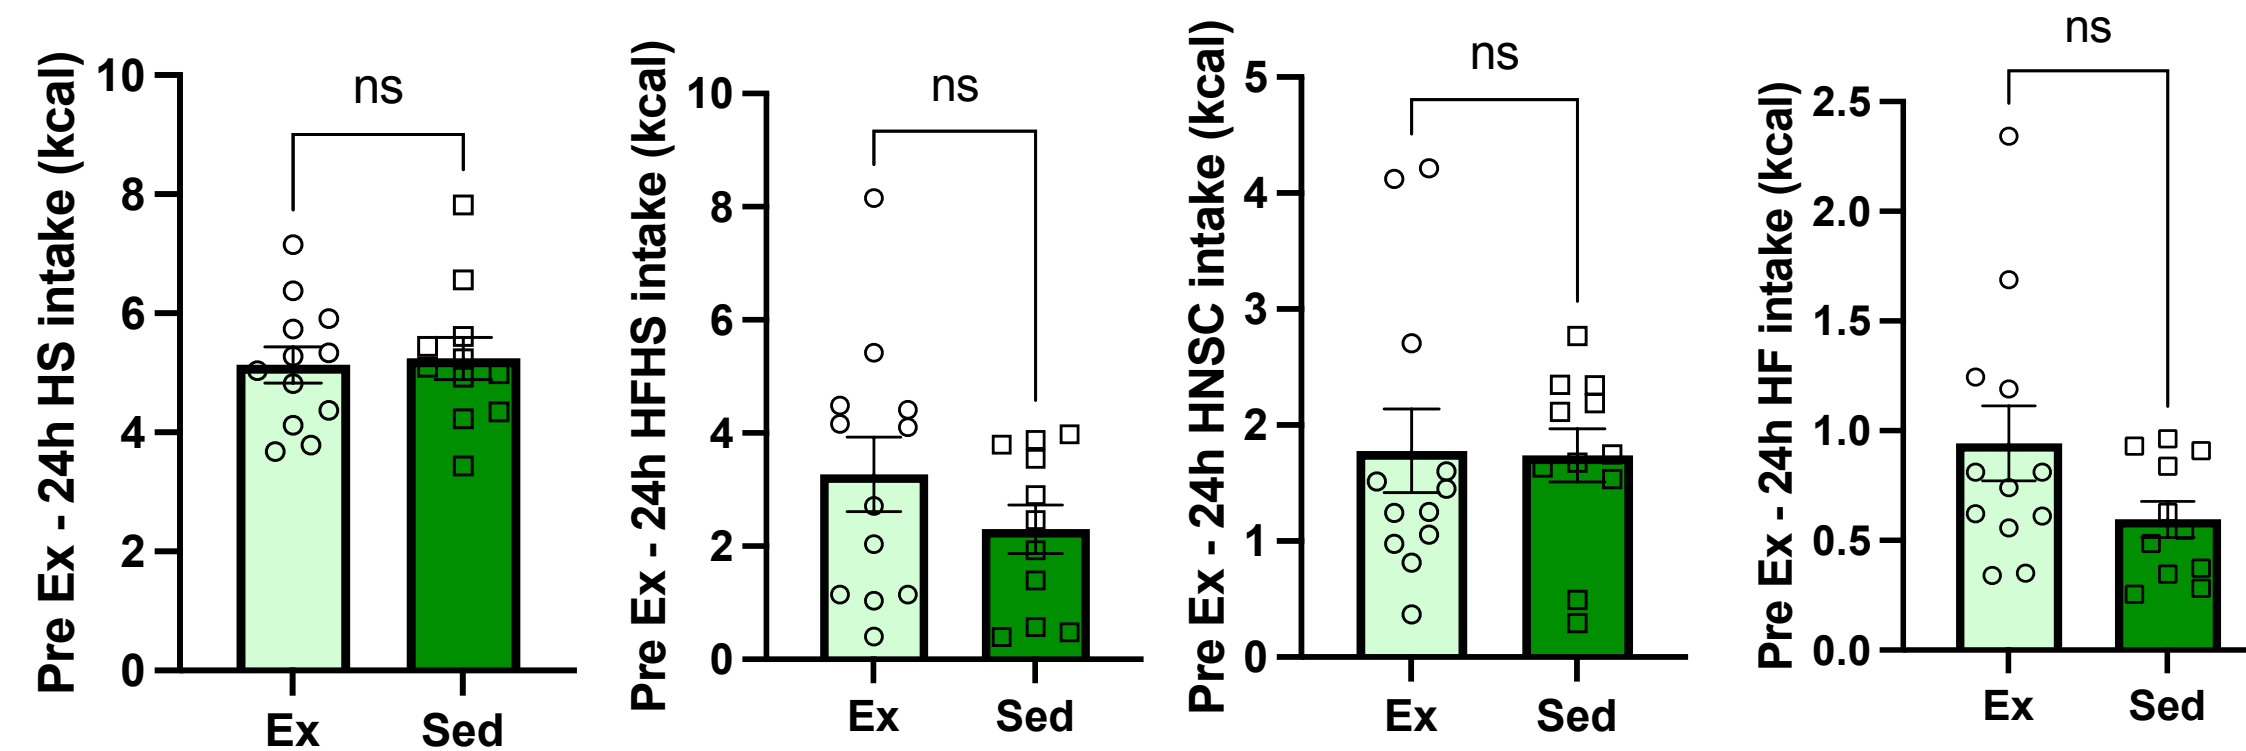 Pre Ex - 24h HS intake (kcal)
10
8
6
4
2
0
ns
Ex
Sed
Pre Ex - 24h HFHS intake (kcal)
10
8
6
4
2
0
ns
Ex
Sed
Pre Ex - 24h HNSC intake (kcal)
5
4
3
2
1
0
ns
Ex
Sed
Pre Ex - 24h HF intake (kcal)
2.5
2.0
1.5
1.0
0.5
0.0
ns
Ex
Sed